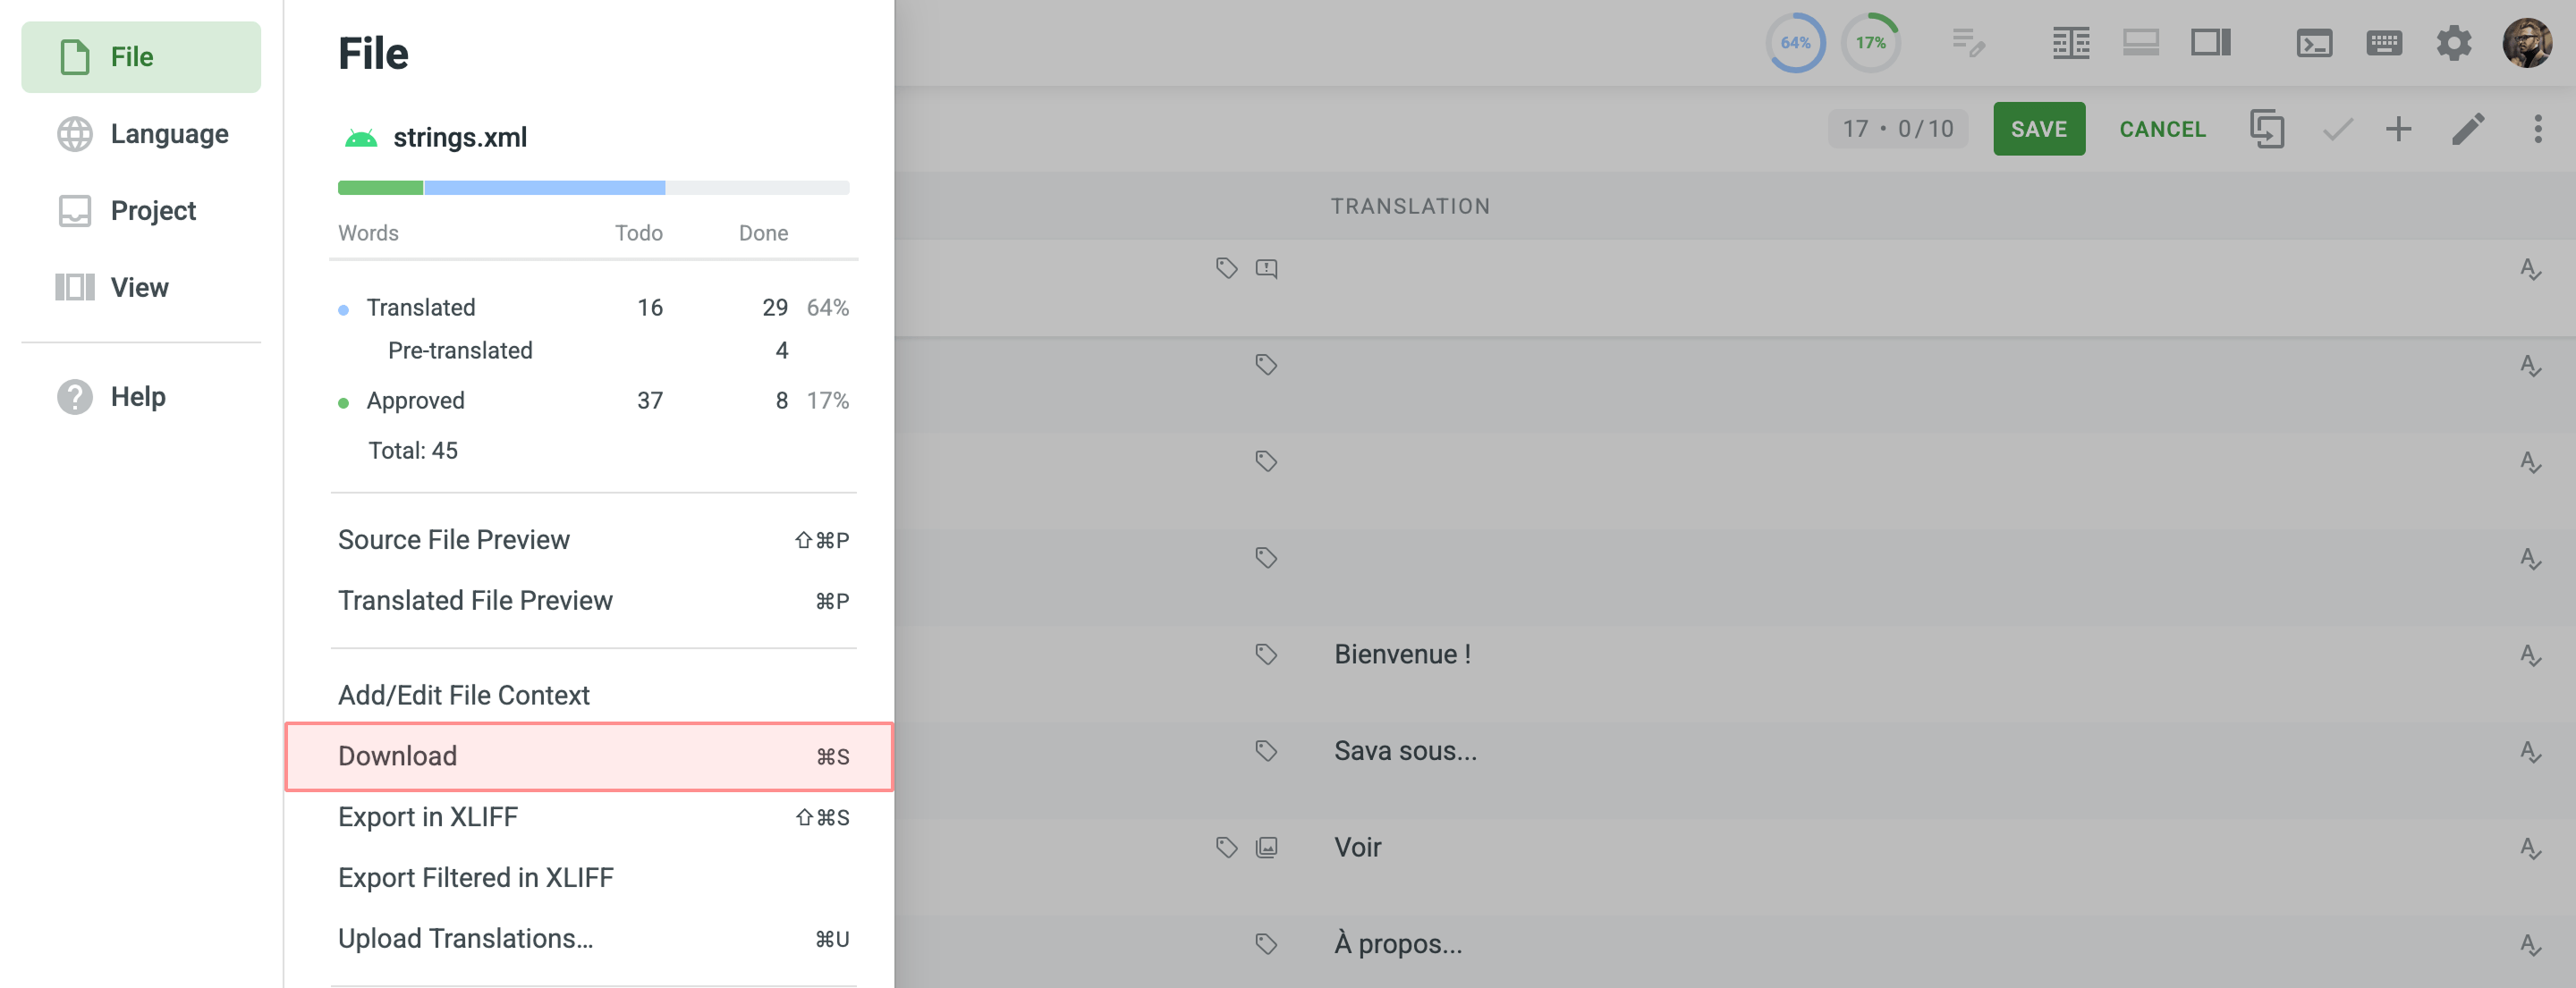 File
Language
Project
View
Help
File
strings.xml
Words Todo Done
Translated 16 29 64%
Pre-translated 4
Approved 37 8 17%
Total: 45
Source File Preview ⇧⌘P
Translated File Preview ⌘P
Add/Edit File Context
Download ⌘S
Export in XLIFF ⇧⌘S
Export Filtered in XLIFF
Upload Translations... ⌘U
64% 17%
17 • 0/10 SAVE CANCEL
TRANSLATION
Bienvenue !
Sava sous...
Voir
À propos...